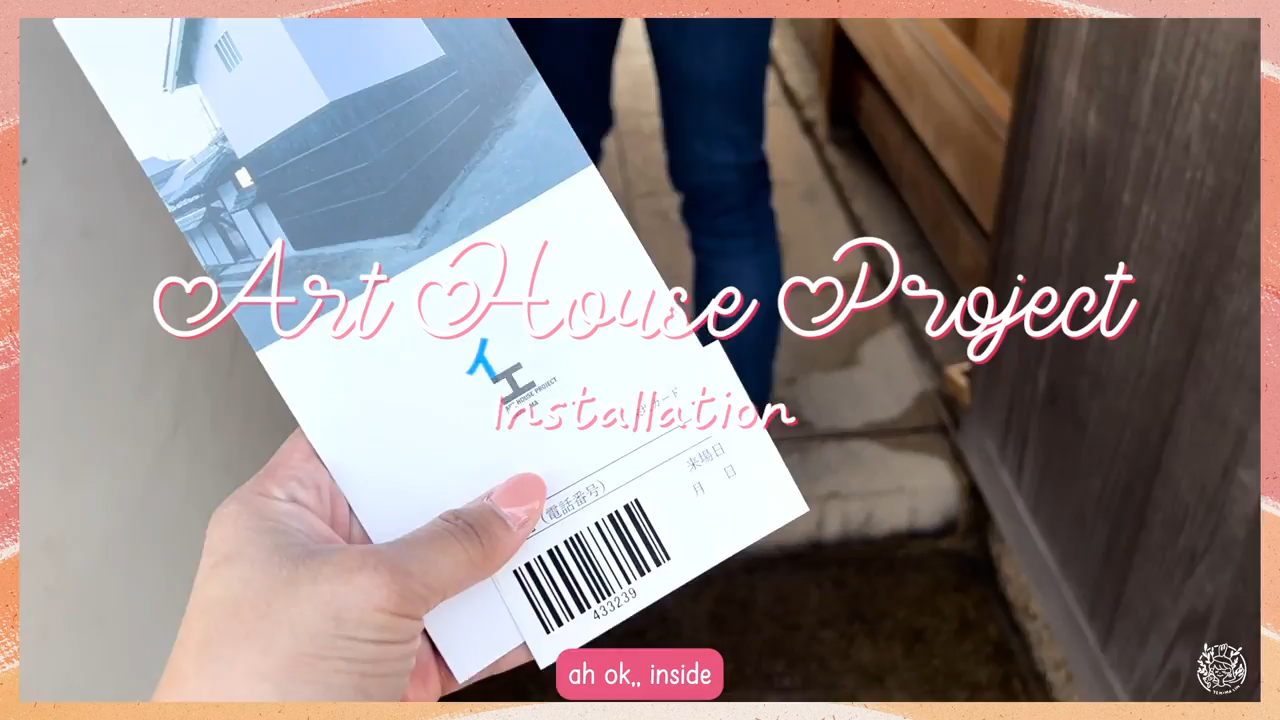 Art House Project
イ
エ
ART HOUSE PROJECT
Installation
カード
来場日
月 日
(電話番号)
433239
ah ok,, inside